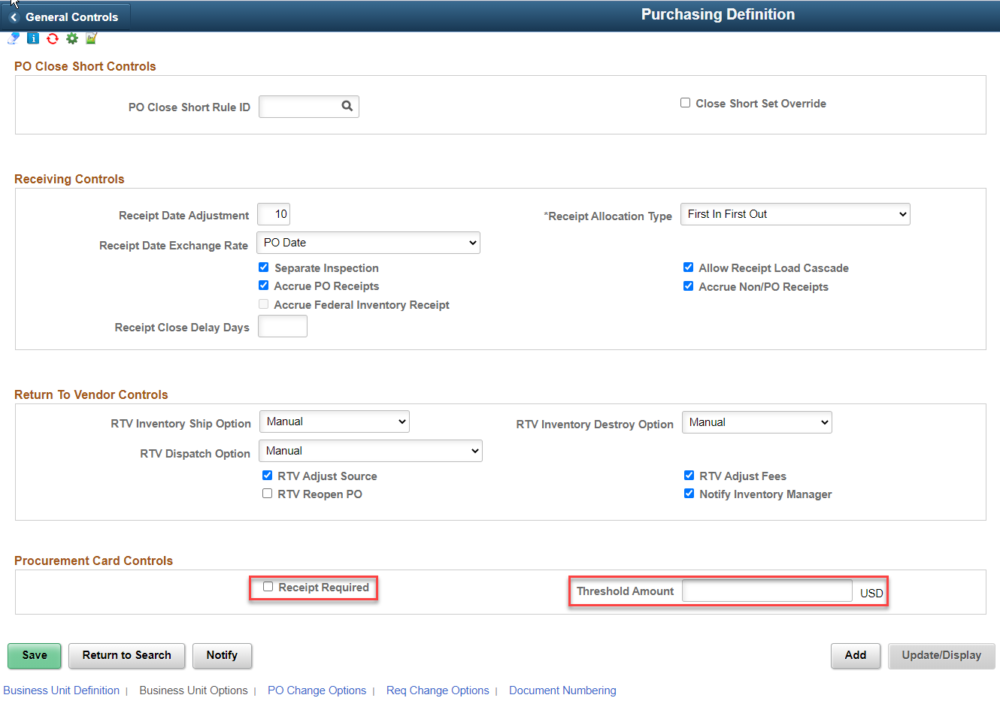 General Controls
Purchasing Definition
PO Close Short Controls
PO Close Short Rule ID
Close Short Set Override
Receiving Controls
Receipt Date Adjustment 10
*Receipt Allocation Type First In First Out
Receipt Date Exchange Rate PO Date
Separate Inspection
Allow Receipt Load Cascade
Accrue PO Receipts
Accrue Non/PO Receipts
Accrue Federal Inventory Receipt
Receipt Close Delay Days
Return To Vendor Controls
RTV Inventory Ship Option Manual
RTV Inventory Destroy Option Manual
RTV Dispatch Option Manual
RTV Adjust Source
RTV Adjust Fees
RTV Reopen PO
Notify Inventory Manager
Procurement Card Controls
Receipt Required
Threshold Amount USD
Save Return to Search Notify Add Update/Display
Business Unit Definition | Business Unit Options | PO Change Options | Req Change Options | Document Numbering